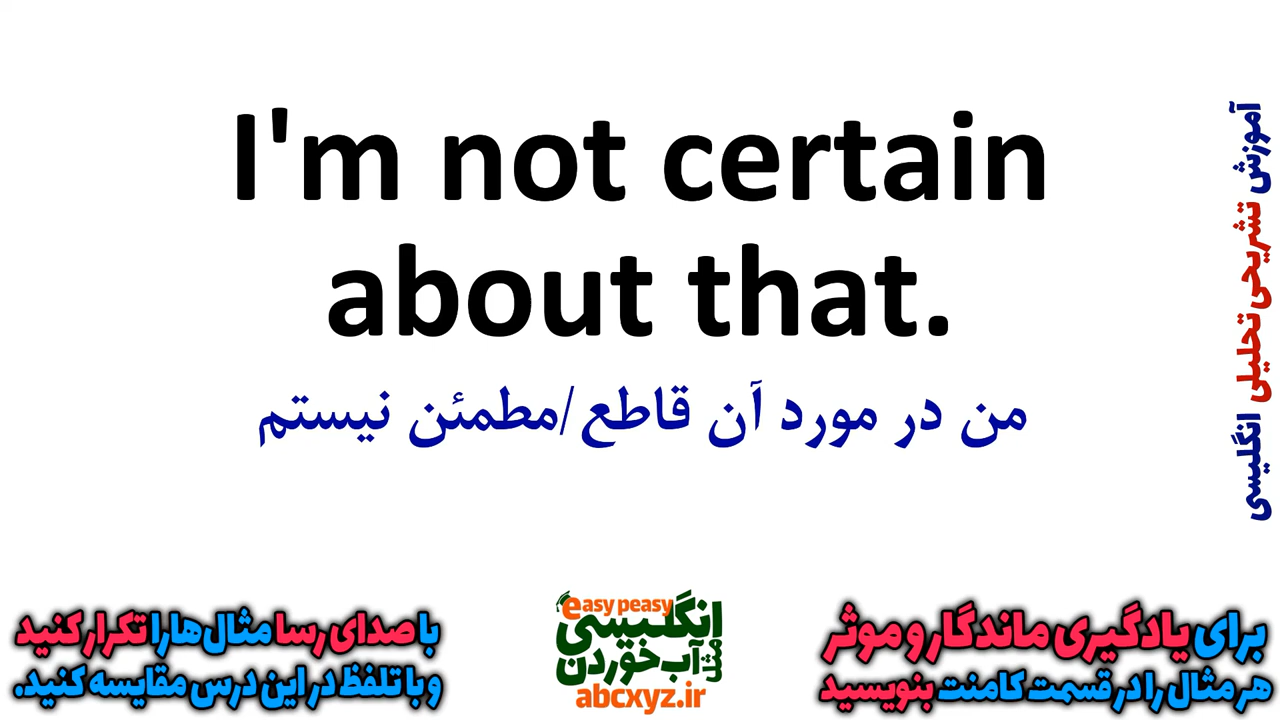 I'm not certain
about that.
من در مورد آن قاطع/مطمئن نیستم
آموزش تشریحی تحلیلی انگلیسی
برای یادگیری ماندگار و موثر
هر مثال را در قسمت کامنت بنویسید
easy peasy
انگلیسی
مثل آب خوردن
abcxyz.ir
با صدای رسا مثال‌ها را تکرار کنید
و با تلفظ در این درس مقایسه کنید.